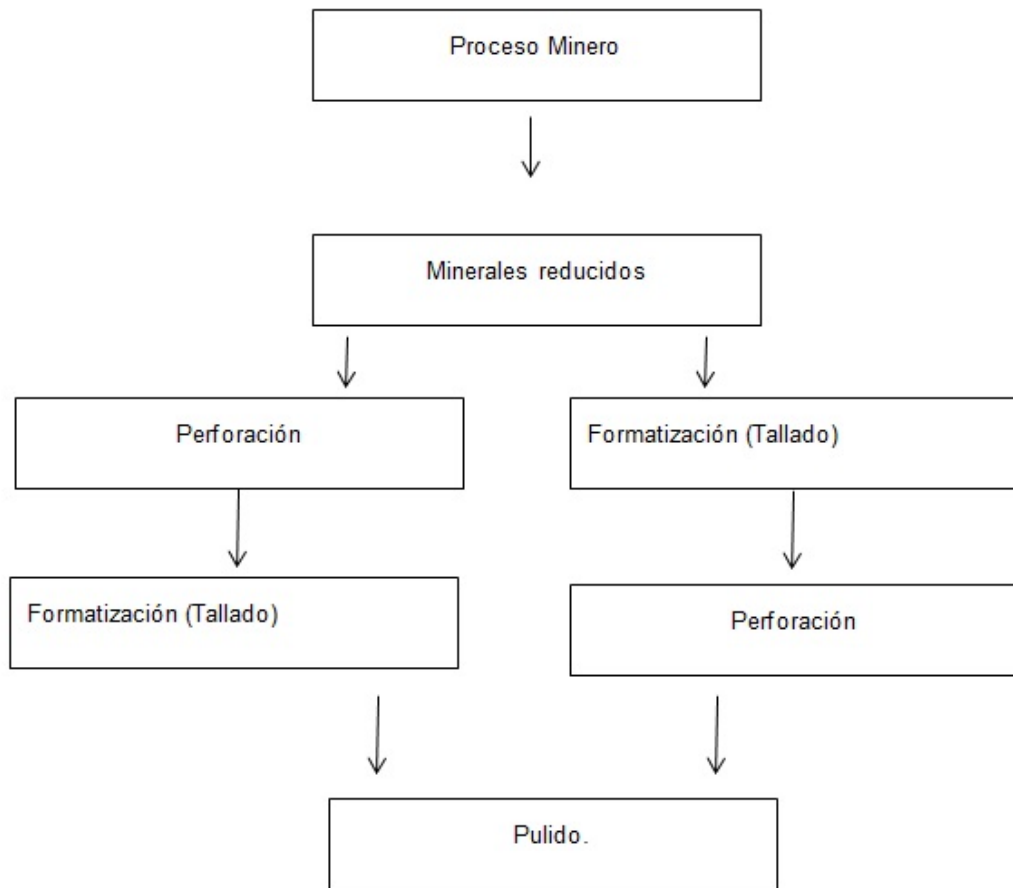 Proceso Minero
Minerales reducidos
Perforación
Formatización (Tallado)
Formatización (Tallado)
Perforación
Pulido.